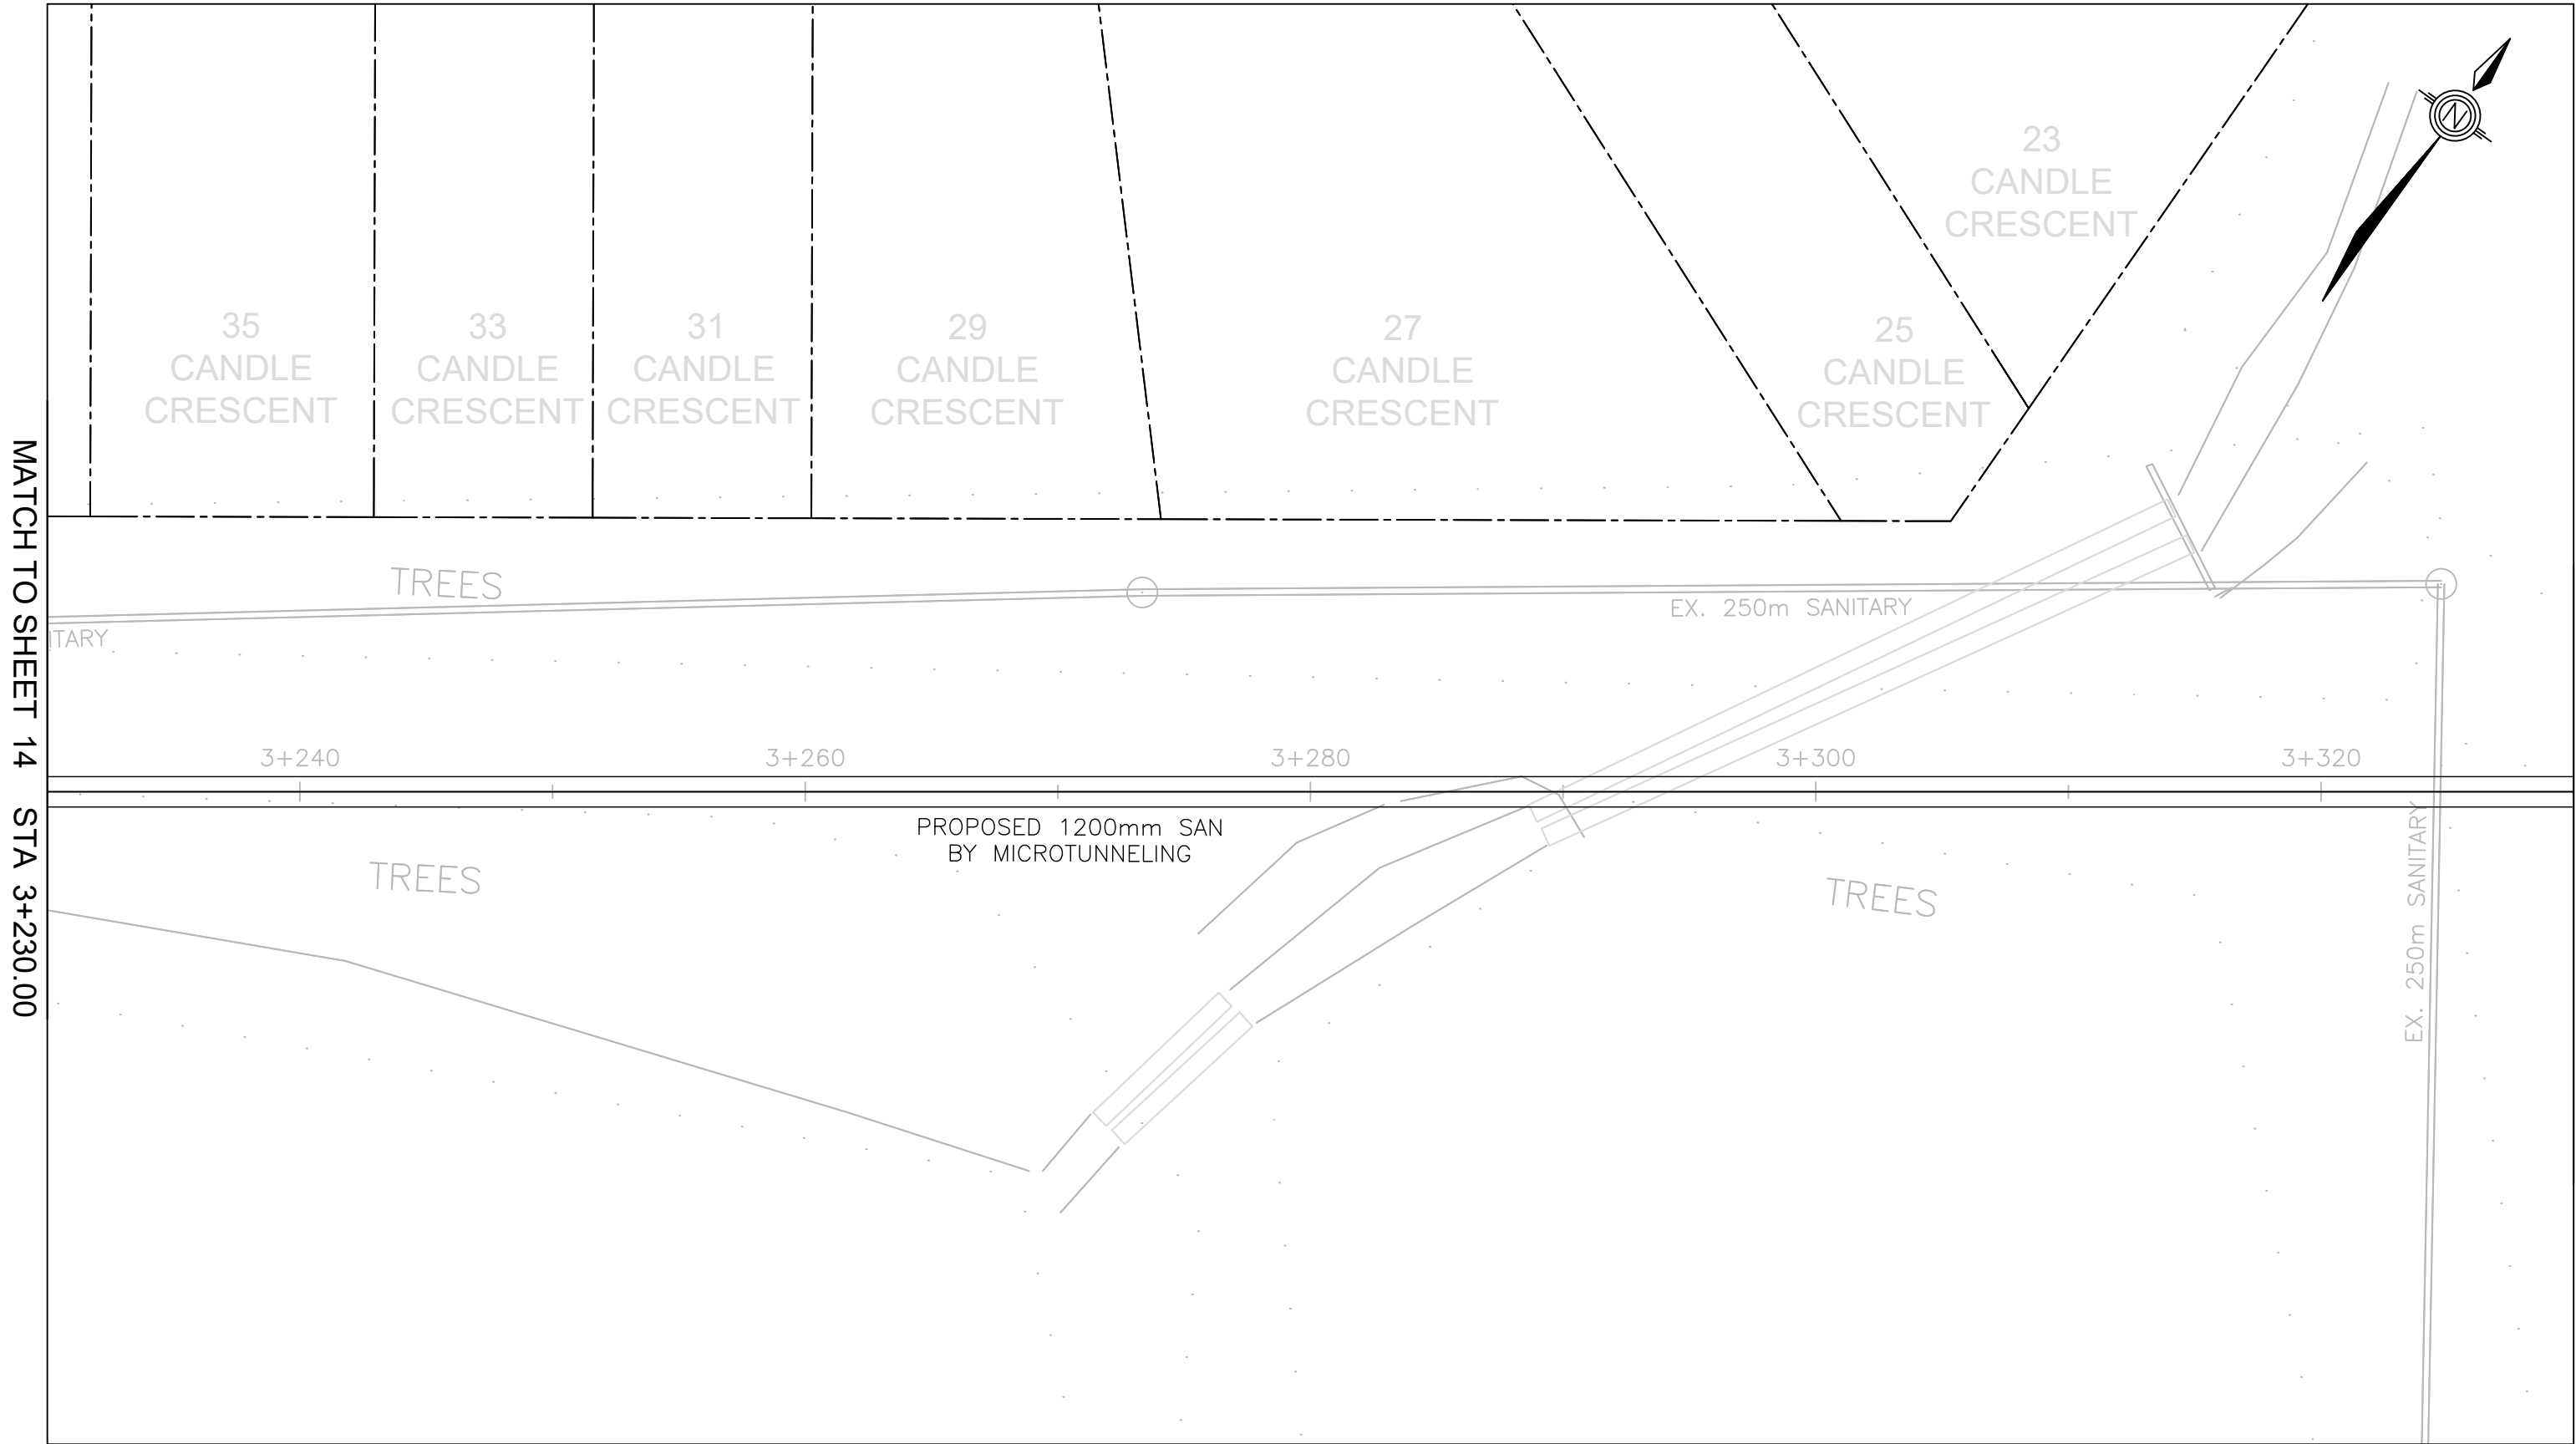 23
CANDLE
CRESCENT
35
CANDLE
CRESCENT
33
CANDLE
CRESCENT
31
CANDLE
CRESCENT
29
CANDLE
CRESCENT
27
CANDLE
CRESCENT
25
CANDLE
CRESCENT
N
MATCH TO SHEET 14 STA 3+230.00
TREES
EX. 250m SANITARY
ITARY
3+240
3+260
3+280
3+300
3+320
PROPOSED 1200mm SAN
BY MICROTUNNELING
TREES
TREES
EX. 250m SANITARY